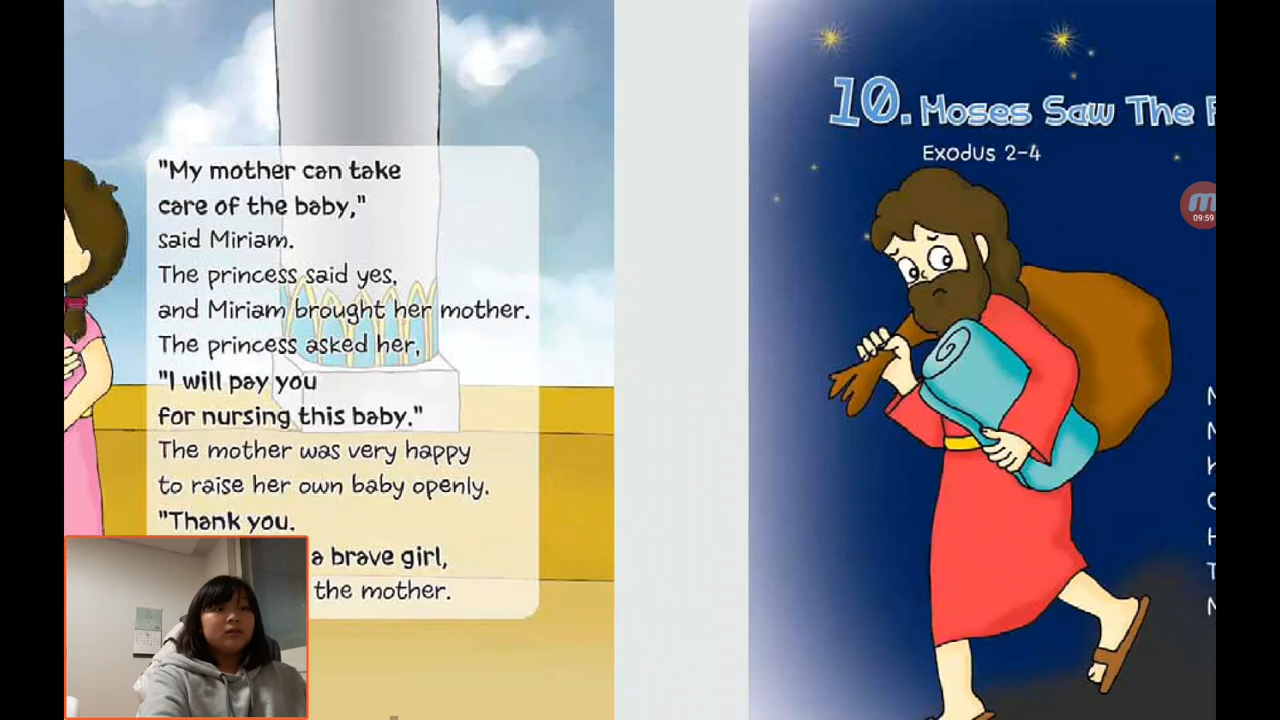 "My mother can take
care of the baby,"
said Miriam.
The princess said yes,
and Miriam brought her mother.
The princess asked her,
"I will pay you
for nursing this baby."
The mother was very happy
to raise her own baby openly.
"Thank you.
a brave girl,
the mother.
10. Moses Saw The
Exodus 2-4
09:59